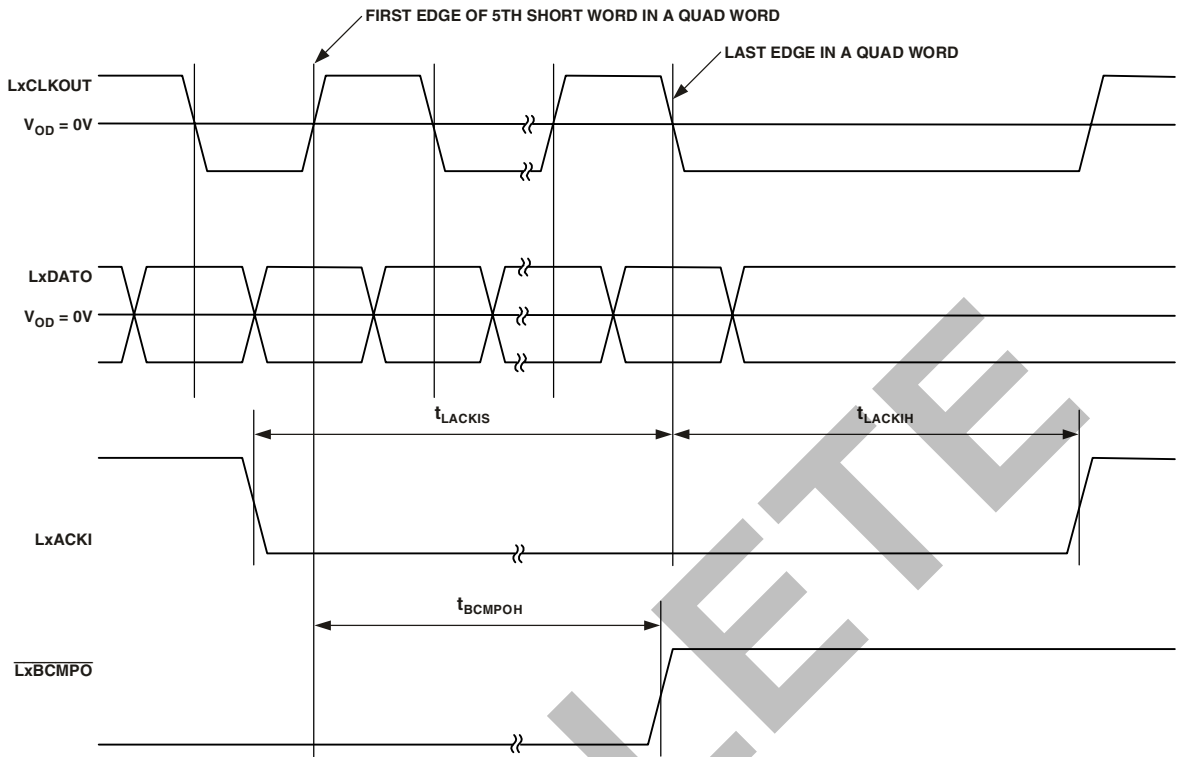 FIRST EDGE OF 5TH SHORT WORD IN A QUAD WORD
LAST EDGE IN A QUAD WORD
LxCLKOUT
VOD = 0V
LxDATO
VOD = 0V
tLACKIS
tLACKIH
LxACKI
tBCMPOH
LxBCMPO
LETE